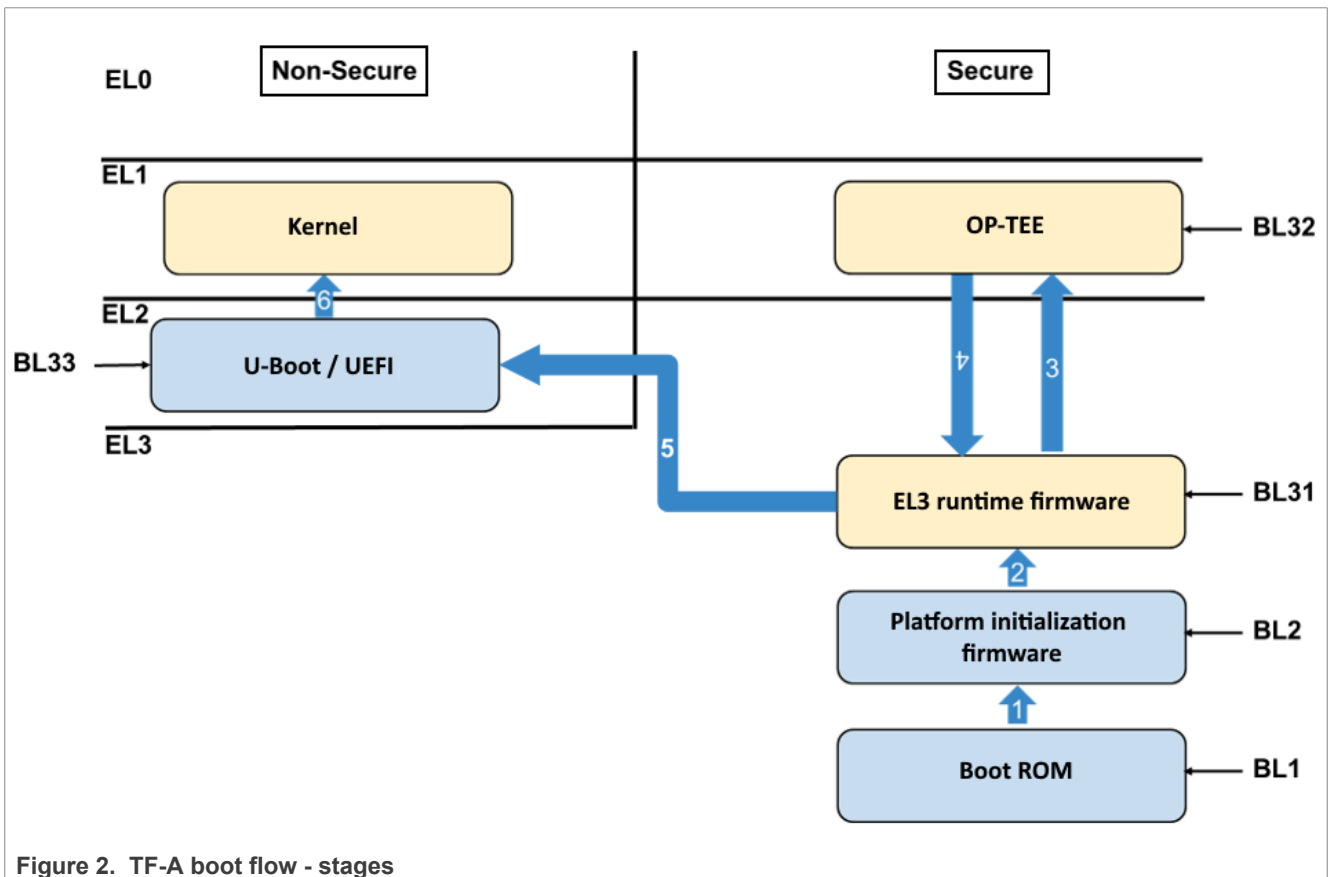 EL0
Non-Secure
Secure
EL1
Kernel
OP-TEE
BL32
6
EL2
4
3
BL33
U-Boot / UEFI
EL3
5
EL3 runtime firmware
BL31
2
Platform initialization
firmware
BL2
1
Boot ROM
BL1
Figure 2. TF-A boot flow - stages